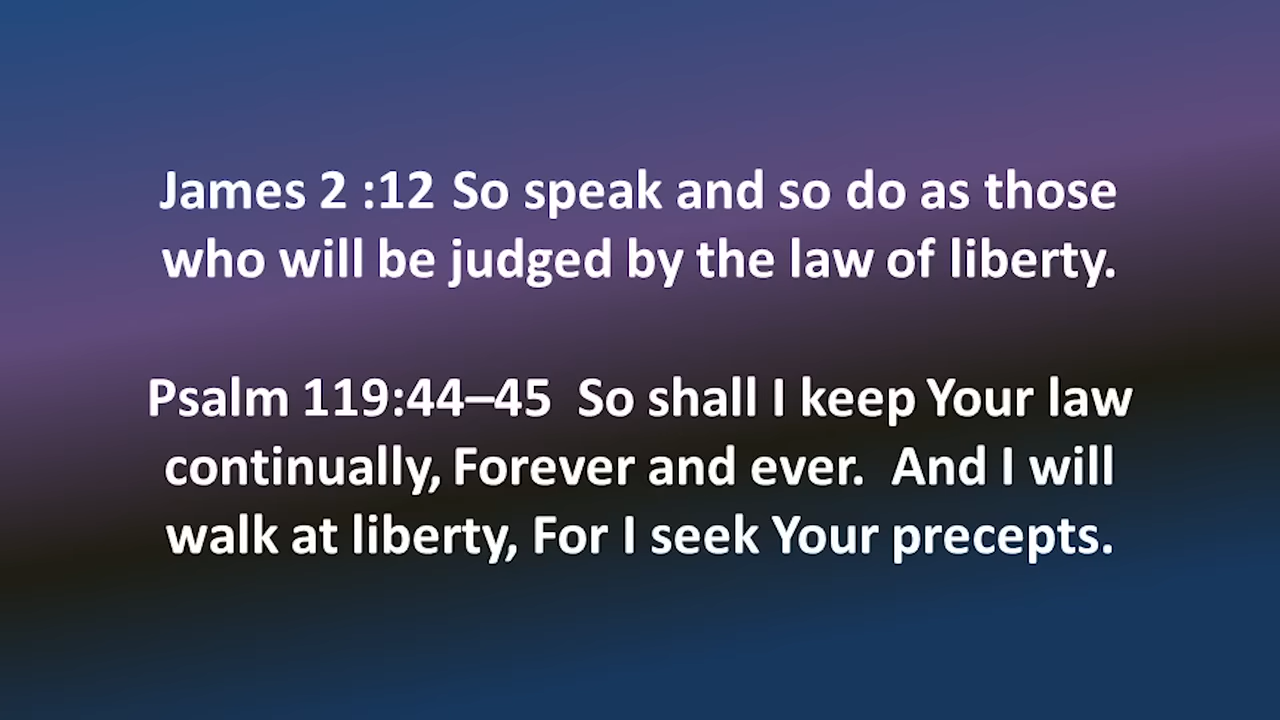 James 2 :12 So speak and so do as those
who will be judged by the law of liberty.
Psalm 119:44–45  So shall I keep Your law
continually, Forever and ever.  And I will
walk at liberty, For I seek Your precepts.